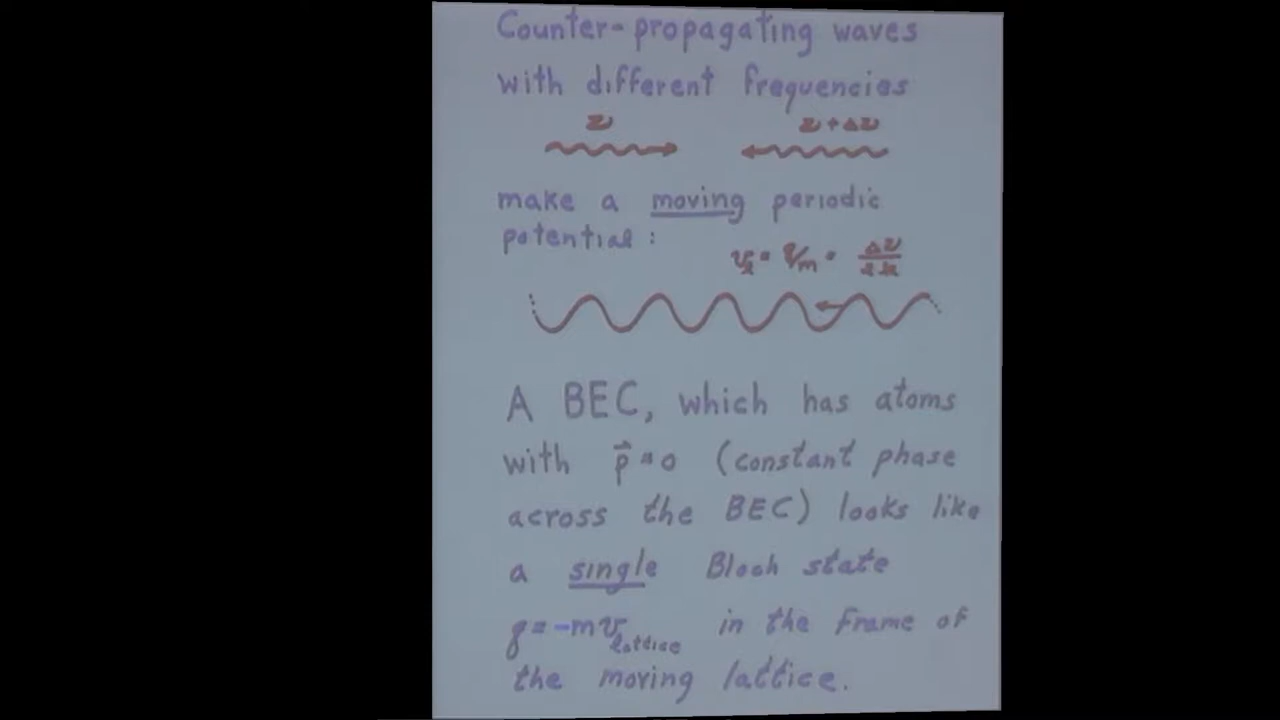 Counter-propagating waves
with different frequencies
ν ν + Δν
make a moving periodic
potential :
A BEC, which has atoms
with p⃗ = 0 (constant phase
across the BEC) looks like
a single Bloch state
q = -mv_lattice in the frame of
the moving lattice.